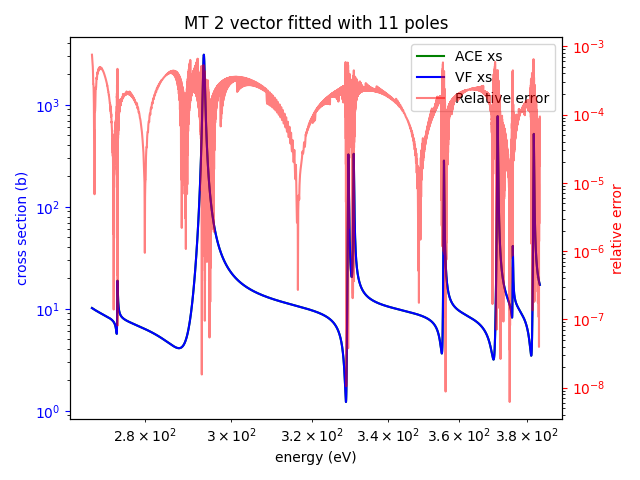 MT 2 vector fitted with 11 poles
ACE xs
VF xs
Relative error
cross section (b)
10³
10²
10¹
10⁰
relative error
10⁻³
10⁻⁴
10⁻⁵
10⁻⁶
10⁻⁷
10⁻⁸
2.8 × 10² 3 × 10² 3.2 × 10² 3.4 × 10² 3.6 × 10² 3.8 × 10²
energy (eV)